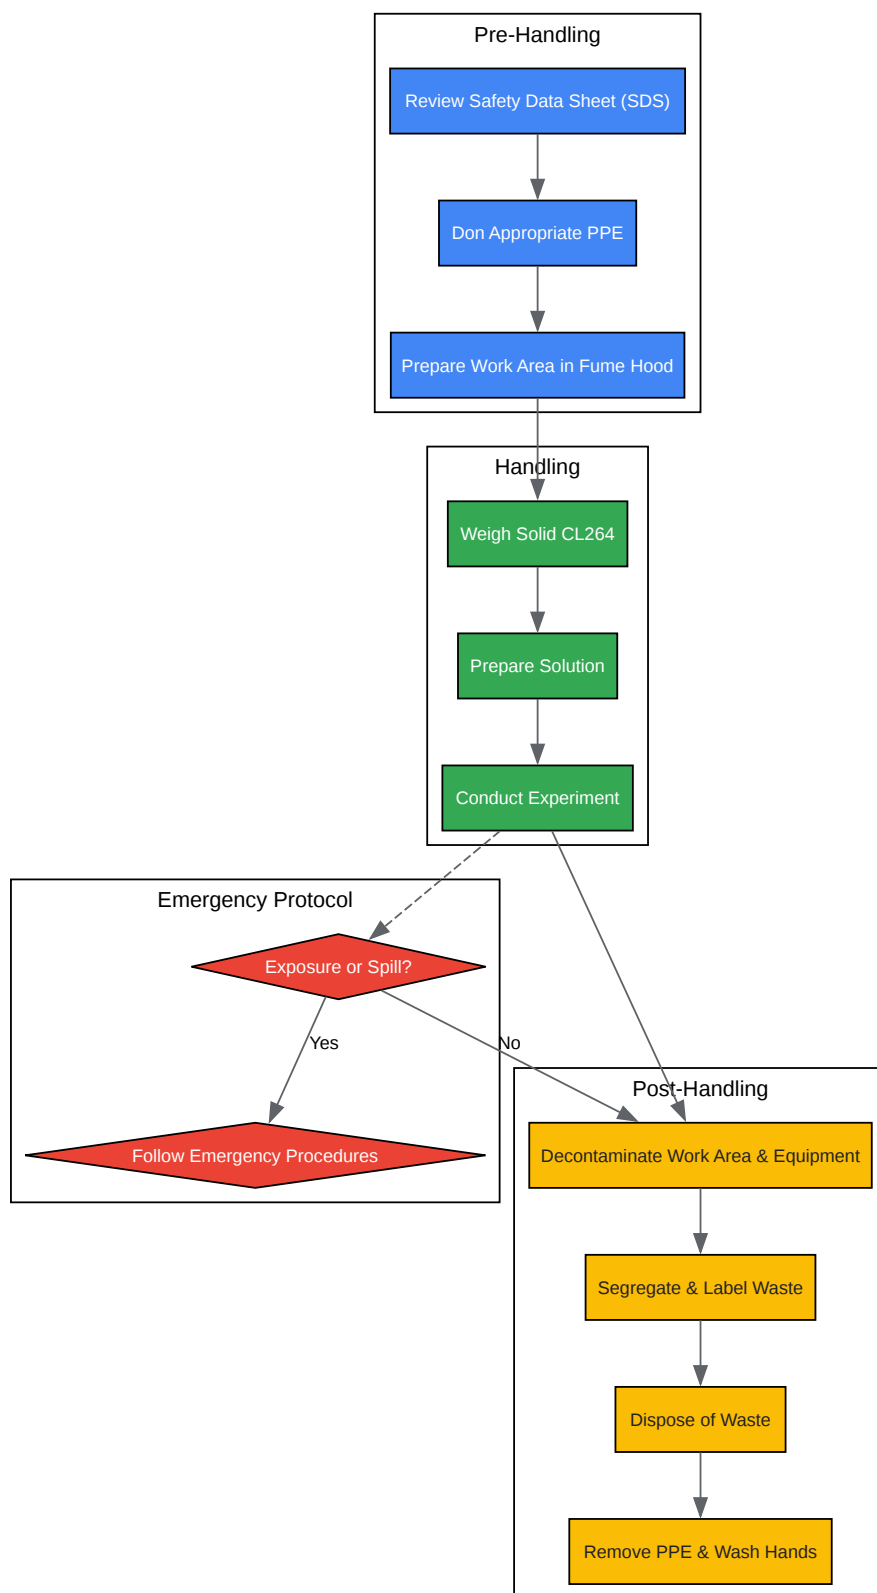 Pre-Handling
Review Safety Data Sheet (SDS)
Don Appropriate PPE
Prepare Work Area in Fume Hood
Handling
Weigh Solid CL264
Prepare Solution
Conduct Experiment
Emergency Protocol
Exposure or Spill?
Yes
No
Follow Emergency Procedures
Post-Handling
Decontaminate Work Area & Equipment
Segregate & Label Waste
Dispose of Waste
Remove PPE & Wash Hands